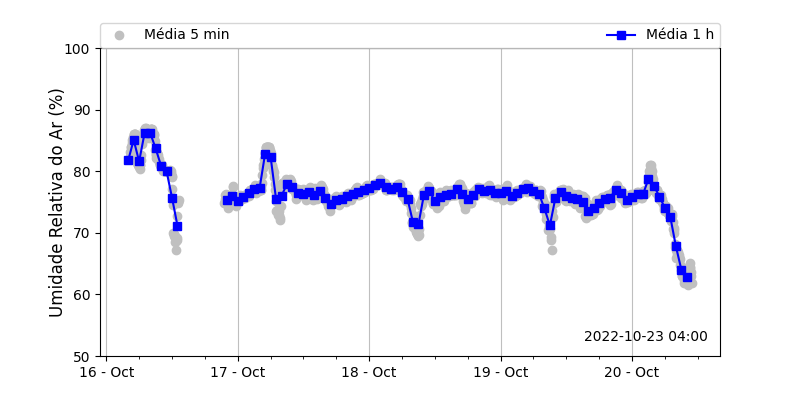 Média 5 min
Média 1 h
Umidade Relativa do Ar (%)
100
90
80
70
60
50
2022-10-23 04:00
16 - Oct
17 - Oct
18 - Oct
19 - Oct
20 - Oct